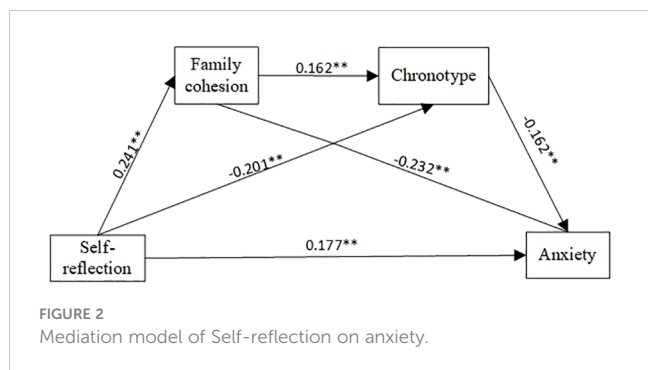 Family
cohesion
0.162**
Chronotype
0.241**
-0.201**
-0.232**
-0.162**
Self-
reflection
0.177**
Anxiety
FIGURE 2
Mediation model of Self-reflection on anxiety.